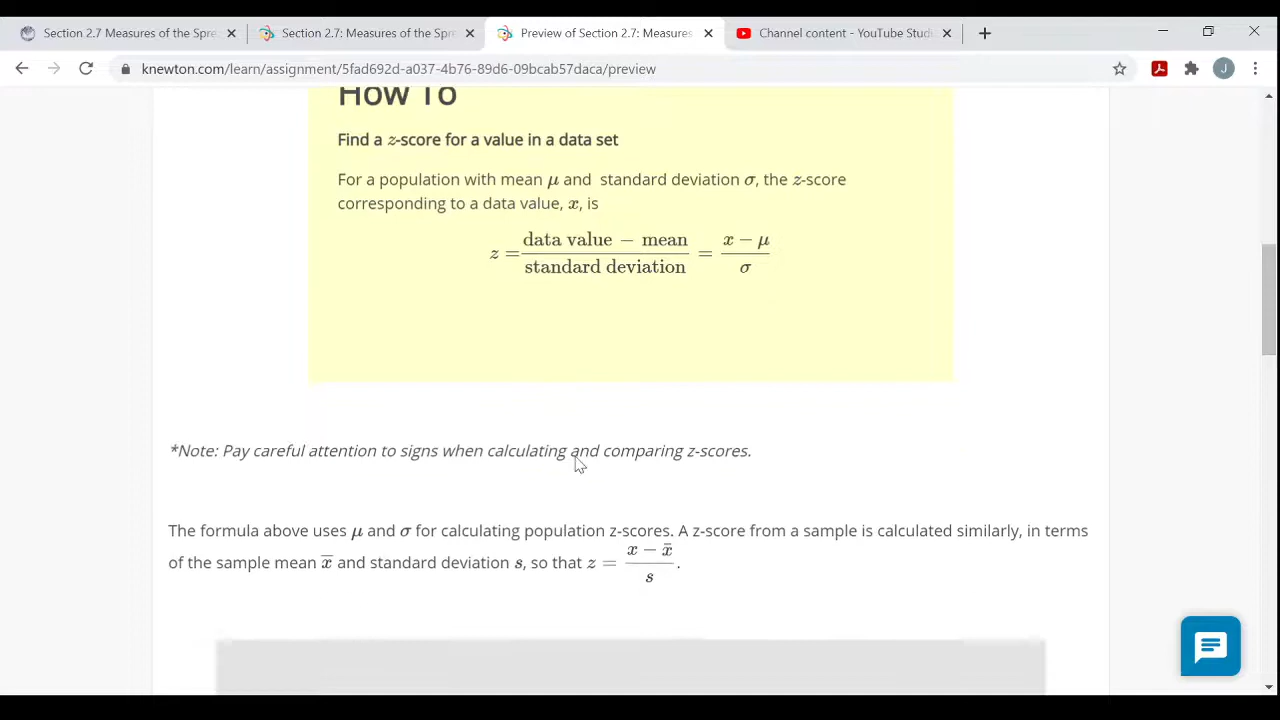 Section 2.7 Measures of the Spre
Section 2.7: Measures of the Spre
Preview of Section 2.7: Measures
Channel content - YouTube Stud
knewton.com/learn/assignment/5fad692d-a037-4b76-89d6-09bcab57daca/preview
J
How To
Find a z-score for a value in a data set
For a population with mean μ and standard deviation σ, the z-score
corresponding to a data value, x, is
z = data value − mean / standard deviation = x − μ / σ
*Note: Pay careful attention to signs when calculating and comparing z-scores.
The formula above uses μ and σ for calculating population z-scores. A z-score from a sample is calculated similarly, in terms
of the sample mean x̄ and standard deviation s, so that z = x − x̄ / s.